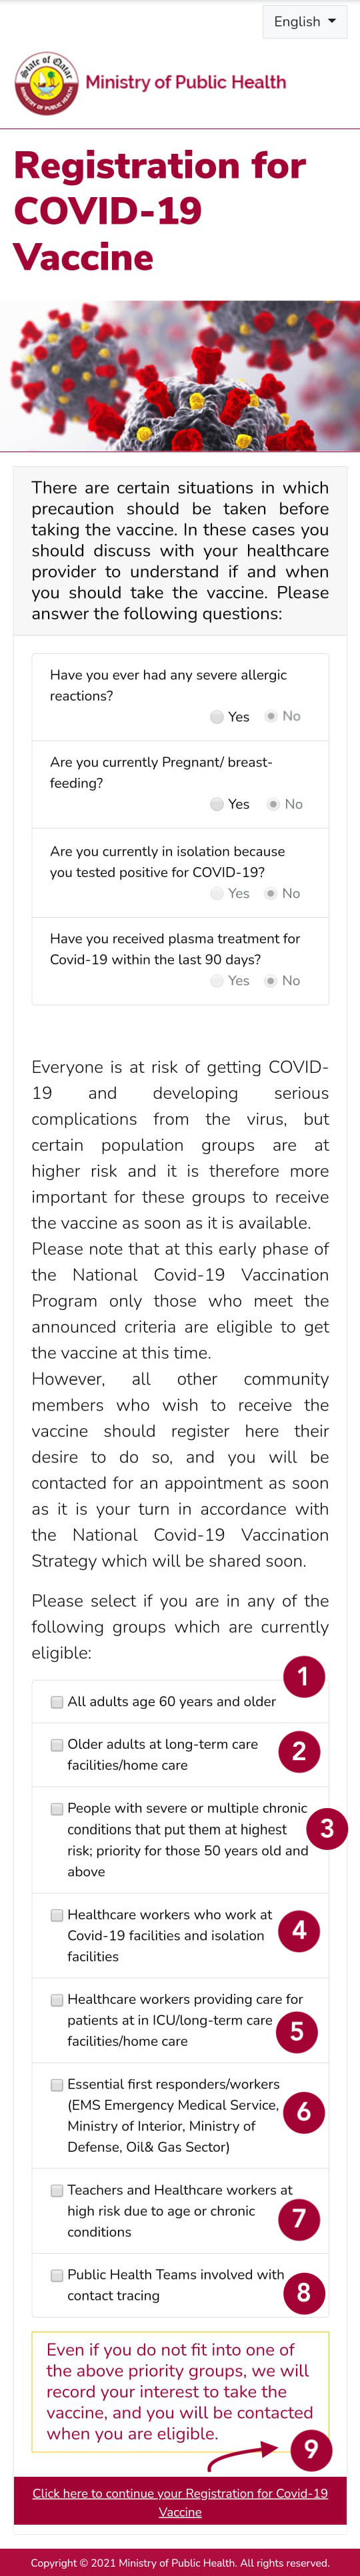 English
State of Qatar
MINISTRY OF PUBLIC HEALTH
Ministry of Public Health
Registration for
COVID-19
Vaccine
There are certain situations in which
precaution should be taken before
taking the vaccine. In these cases you
should discuss with your healthcare
provider to understand if and when
you should take the vaccine. Please
answer the following questions:
Have you ever had any severe allergic
reactions?
Yes No
Are you currently Pregnant/ breast-
feeding?
Yes No
Are you currently in isolation because
you tested positive for COVID-19?
Yes No
Have you received plasma treatment for
Covid-19 within the last 90 days?
Yes No
Everyone is at risk of getting COVID-
19 and developing serious
complications from the virus, but
certain population groups are at
higher risk and it is therefore more
important for these groups to receive
the vaccine as soon as it is available.
Please note that at this early phase of
the National Covid-19 Vaccination
Program only those who meet the
announced criteria are eligible to get
the vaccine at this time.
However, all other community
members who wish to receive the
vaccine should register here their
desire to do so, and you will be
contacted for an appointment as soon
as it is your turn in accordance with
the National Covid-19 Vaccination
Strategy which will be shared soon.
Please select if you are in any of the
following groups which are currently
eligible:
1
All adults age 60 years and older
Older adults at long-term care
facilities/home care
2
People with severe or multiple chronic
conditions that put them at highest
risk; priority for those 50 years old and
above
3
Healthcare workers who work at
Covid-19 facilities and isolation
facilities
4
Healthcare workers providing care for
patients at in ICU/long-term care
facilities/home care
5
Essential first responders/workers
(EMS Emergency Medical Service,
Ministry of Interior, Ministry of
Defense, Oil& Gas Sector)
6
Teachers and Healthcare workers at
high risk due to age or chronic
conditions
7
Public Health Teams involved with
contact tracing
8
Even if you do not fit into one of
the above priority groups, we will
record your interest to take the
vaccine, and you will be contacted
when you are eligible.
9
Click here to continue your Registration for Covid-19
Vaccine
Copyright © 2021 Ministry of Public Health. All rights reserved.